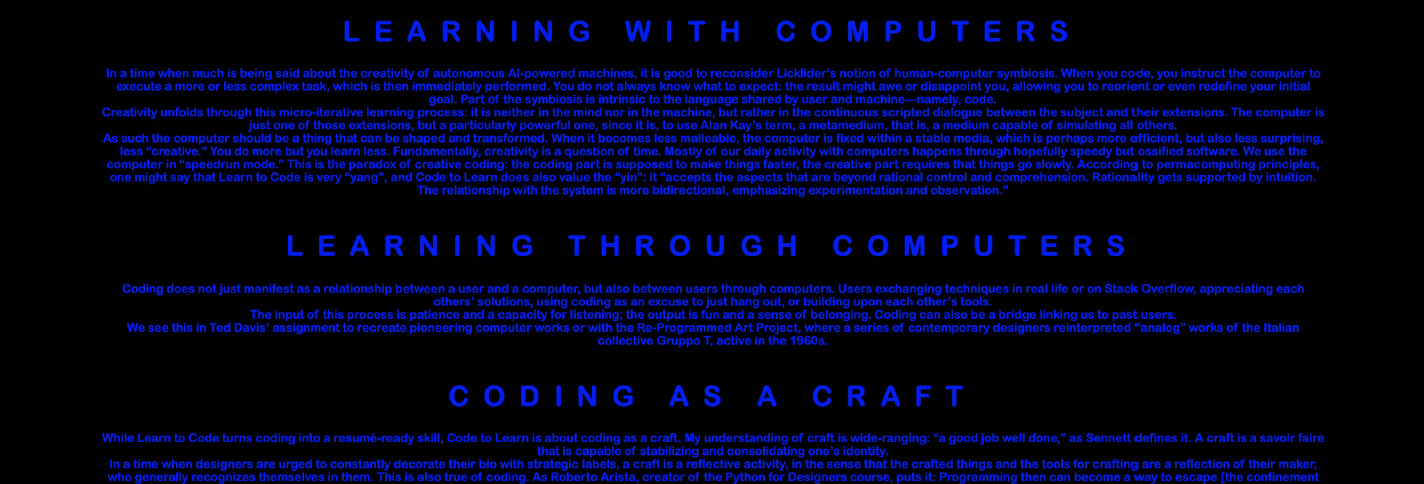 LEARNING WITH COMPUTERS
In a time when much is being said about the creativity of autonomous AI-powered machines, it is good to reconsider Licklider's notion of human-computer symbiosis. When you code, you instruct the computer to
execute a more or less complex task, which is then immediately performed. You do not always know what to expect: the result might awe or disappoint you, allowing you to reorient or even redefine your initial
goal. Part of the symbiosis is intrinsic to the language shared by user and machine—namely, code.
Creativity unfolds through this micro-iterative learning process: it is neither in the mind nor in the machine, but rather in the continuous scripted dialogue between the subject and their extensions. The computer is
just one of those extensions, but a particularly powerful one, since it is, to use Alan Kay's term, a metamedium, that is, a medium capable of simulating all others.
As such the computer should be a thing that can be shaped and transformed. When it becomes less malleable, the computer is fixed within a stable media, which is perhaps more efficient, but also less surprising,
less “creative.” You do more but you learn less. Fundamentally, creativity is a question of time. Mostly of our daily activity with computers happens through hopefully speedy but ossified software. We use the
computer in “speedrun mode.” This is the paradox of creative coding: the coding part is supposed to make things faster, the creative part requires that things go slowly. According to permacomputing principles,
one might say that Learn to Code is very “yang”, and Code to Learn does also value the “yin”: it “accepts the aspects that are beyond rational control and comprehension. Rationality gets supported by intuition.
The relationship with the system is more bidirectional, emphasizing experimentation and observation.”
LEARNING THROUGH COMPUTERS
Coding does not just manifest as a relationship between a user and a computer, but also between users through computers. Users exchanging techniques in real life or on Stack Overflow, appreciating each
others' solutions, using coding as an excuse to just hang out, or building upon each other's tools.
The input of this process is patience and a capacity for listening; the output is fun and a sense of belonging. Coding can also be a bridge linking us to past users.
We see this in Ted Davis' assignment to recreate pioneering computer works or with the Re-Programmed Art Project, where a series of contemporary designers reinterpreted “analog” works of the Italian
collective Gruppo T, active in the 1960s.
CODING AS A CRAFT
While Learn to Code turns coding into a resumè-ready skill, Code to Learn is about coding as a craft. My understanding of craft is wide-ranging: “a good job well done,” as Sennett defines it. A craft is a savoir faire
that is capable of stabilizing and consolidating one's identity.
In a time when designers are urged to constantly decorate their bio with strategic labels, a craft is a reflective activity, in the sense that the crafted things and the tools for crafting are a reflection of their maker,
who generally recognizes themselves in them. This is also true of coding. As Roberto Arista, creator of the Python for Designers course, puts it: Programming then can become a way to escape [the confinement